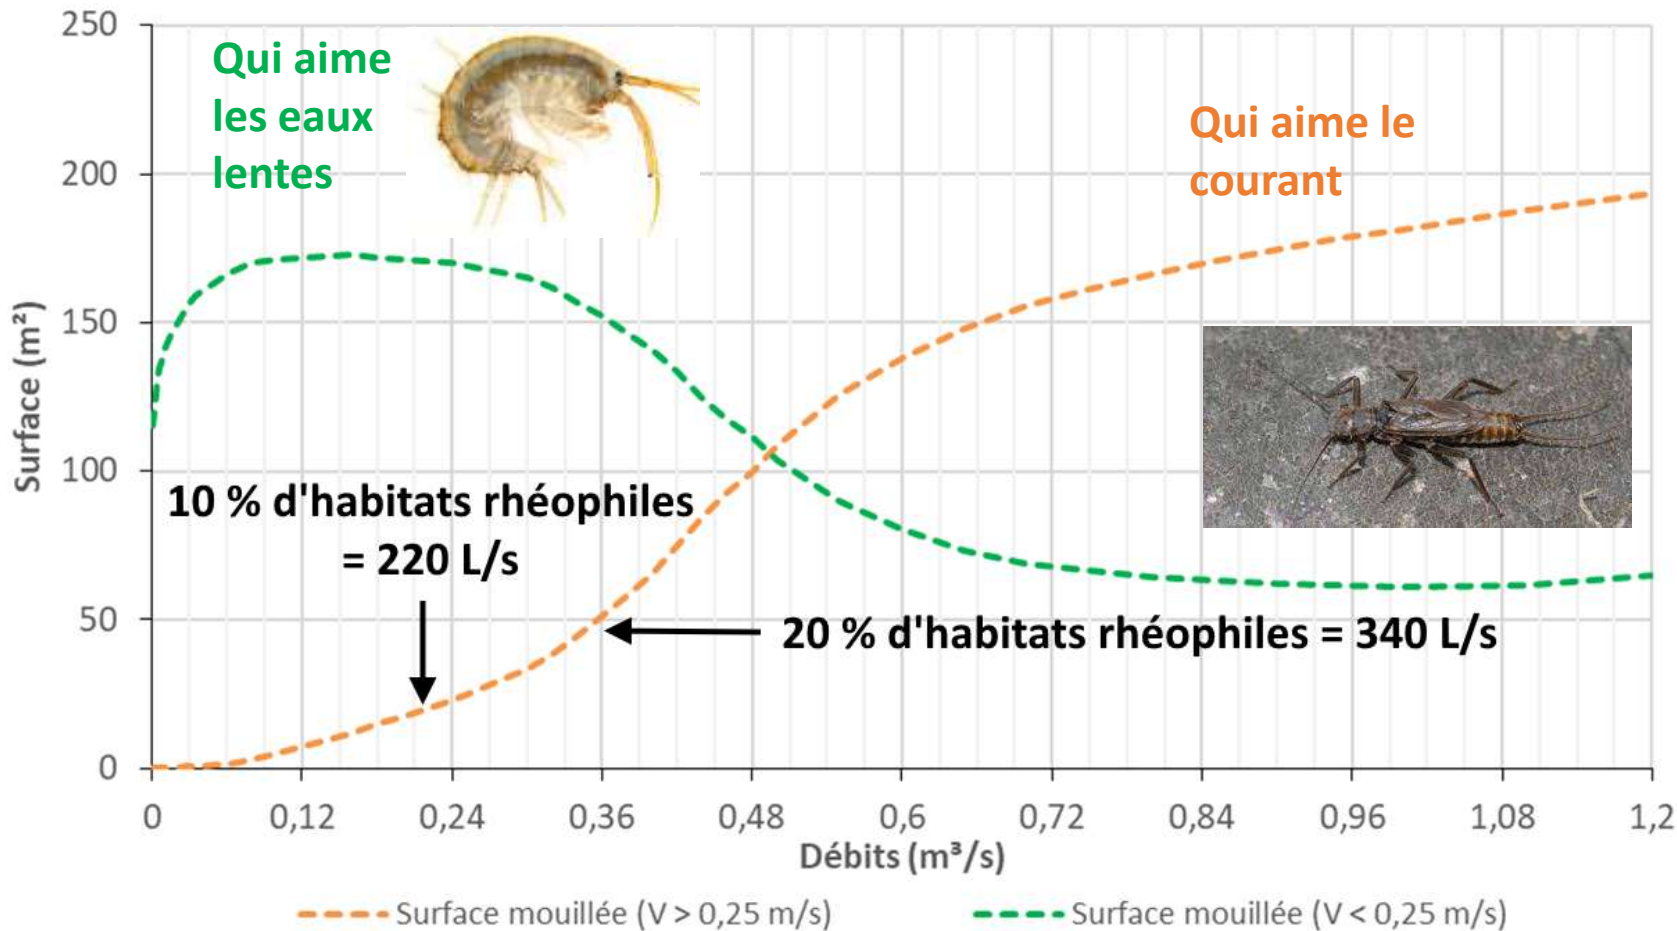 250
200
150
100
50
0
Surface (m²)
Qui aime
les eaux
lentes
Qui aime le
courant
10 % d'habitats rhéophiles
= 220 L/s
20 % d'habitats rhéophiles = 340 L/s
0 0,12 0,24 0,36 0,48 0,6 0,72 0,84 0,96 1,08 1,2
Débits (m³/s)
Surface mouillée (V > 0,25 m/s) Surface mouillée (V < 0,25 m/s)